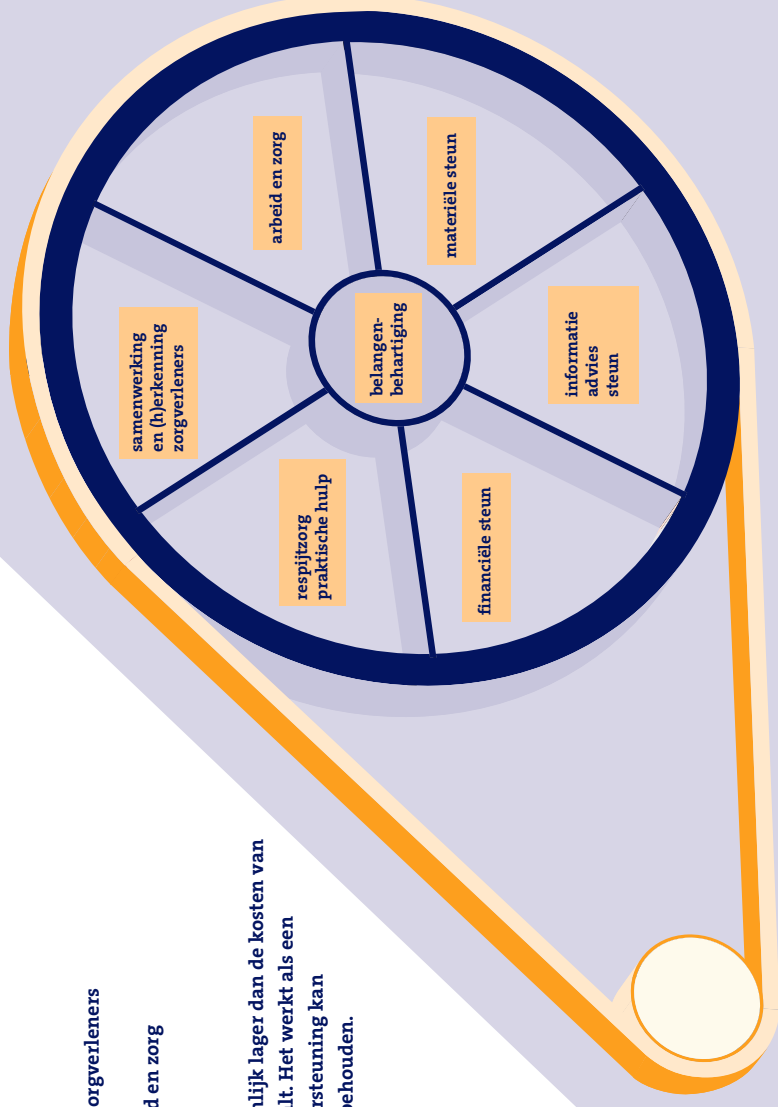 orgverleners
d en zorg
nlijk lager dan de kosten van
lt. Het werkt als een
rsteuning kan
behouden.
samenwerking
en (h)erkenning
zorgverleners
arbeid en zorg
respijtzorg
praktische hulp
belangen-
behartiging
materiële steun
financiële steun
informatie
advies
steun